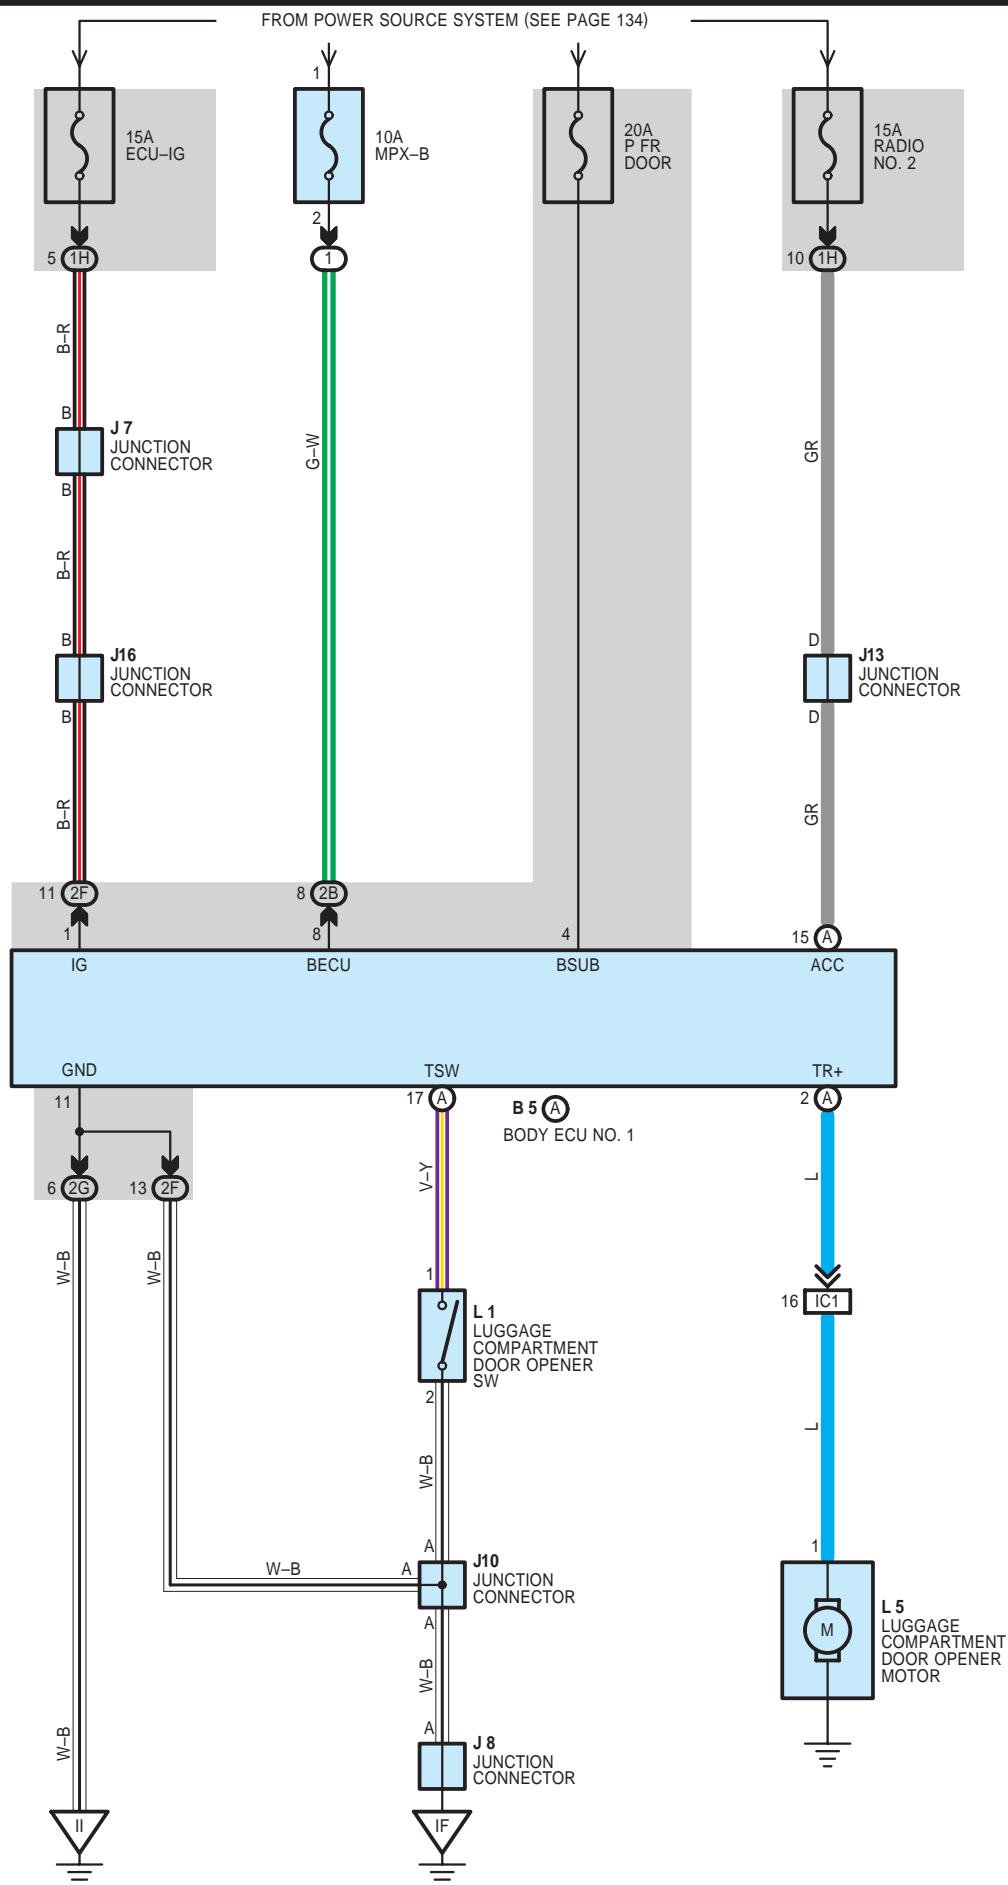 FROM POWER SOURCE SYSTEM (SEE PAGE 134)
1
15A
ECU–IG
10A
MPX–B
20A
P FR
DOOR
15A
RADIO
NO. 2
2
5 1H
1
10 1H
B–R
B
J 7
JUNCTION
CONNECTOR
B
G–W
GR
B–R
B
J16
JUNCTION
CONNECTOR
B
D
J13
JUNCTION
CONNECTOR
D
B–R
GR
11 2F
8 2B
1
8
4
15 A
IG
BECU
BSUB
ACC
GND
TSW
TR+
11
17 A
B 5 A
BODY ECU NO. 1
2 A
6 2G
13 2F
V–Y
L
W–B
W–B
1
L 1
LUGGAGE
COMPARTMENT
DOOR OPENER
SW
2
16 IC1
W–B
L
A
J10
JUNCTION
CONNECTOR
W–B
A
A
1
W–B
L 5
LUGGAGE
COMPARTMENT
DOOR OPENER
MOTOR
M
A
J 8
JUNCTION
CONNECTOR
W–B
II
IF